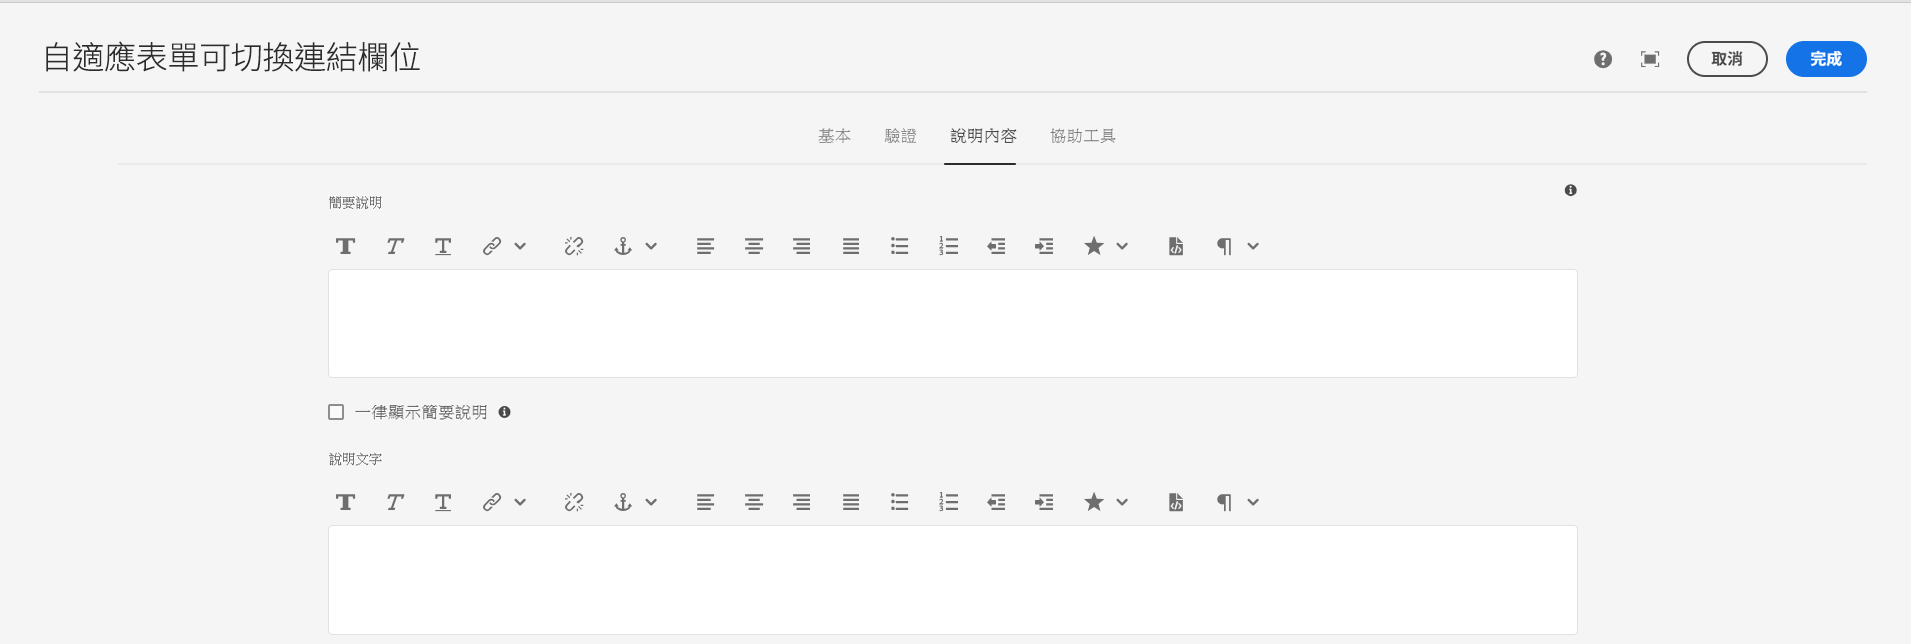 自適應表單可切換連結欄位
取消
完成
基本
驗證
說明內容
協助工具
簡要說明
一律顯示簡要說明
說明文字